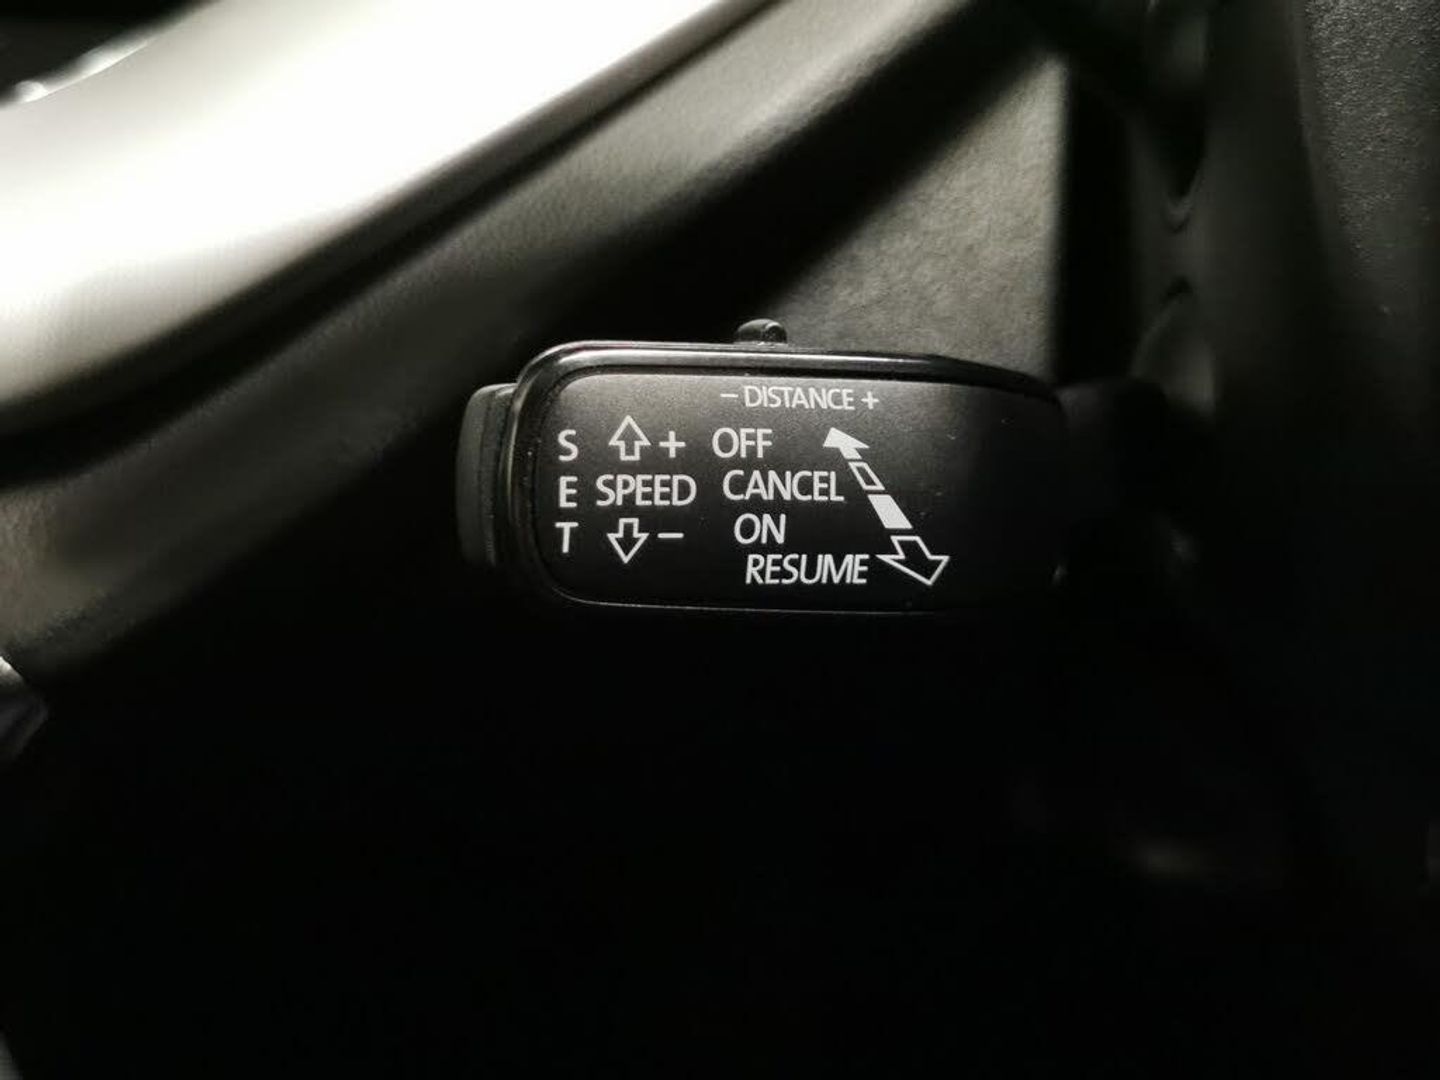 − DISTANCE +
S + OFF
E SPEED CANCEL
T − ON
RESUME